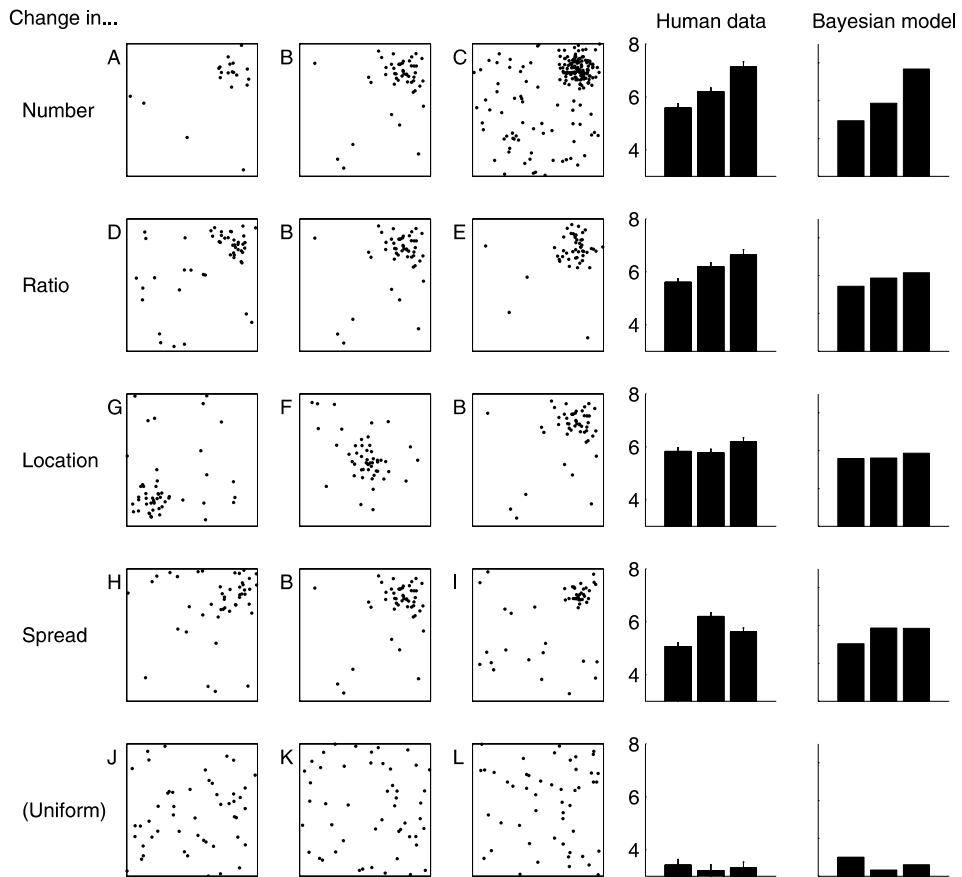 Change in...
Human data
Bayesian model
A
B
C
8
6
4
Number
D
B
E
8
6
4
Ratio
G
F
B
8
6
4
Location
H
B
I
8
6
4
Spread
J
K
L
8
6
4
(Uniform)